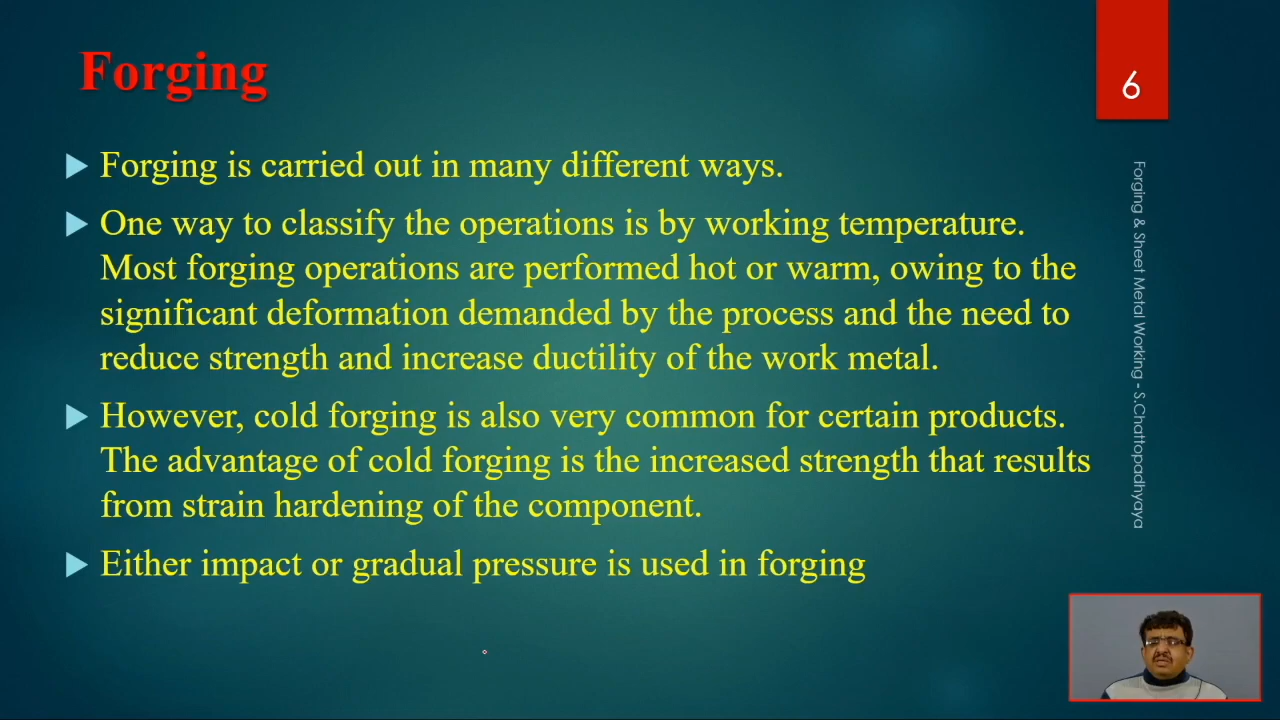 Forging
6
Forging is carried out in many different ways.
One way to classify the operations is by working temperature.
Most forging operations are performed hot or warm, owing to the
significant deformation demanded by the process and the need to
reduce strength and increase ductility of the work metal.
However, cold forging is also very common for certain products.
The advantage of cold forging is the increased strength that results
from strain hardening of the component.
Either impact or gradual pressure is used in forging
Forging & Sheet Metal Working - S.Chattopadhyaya